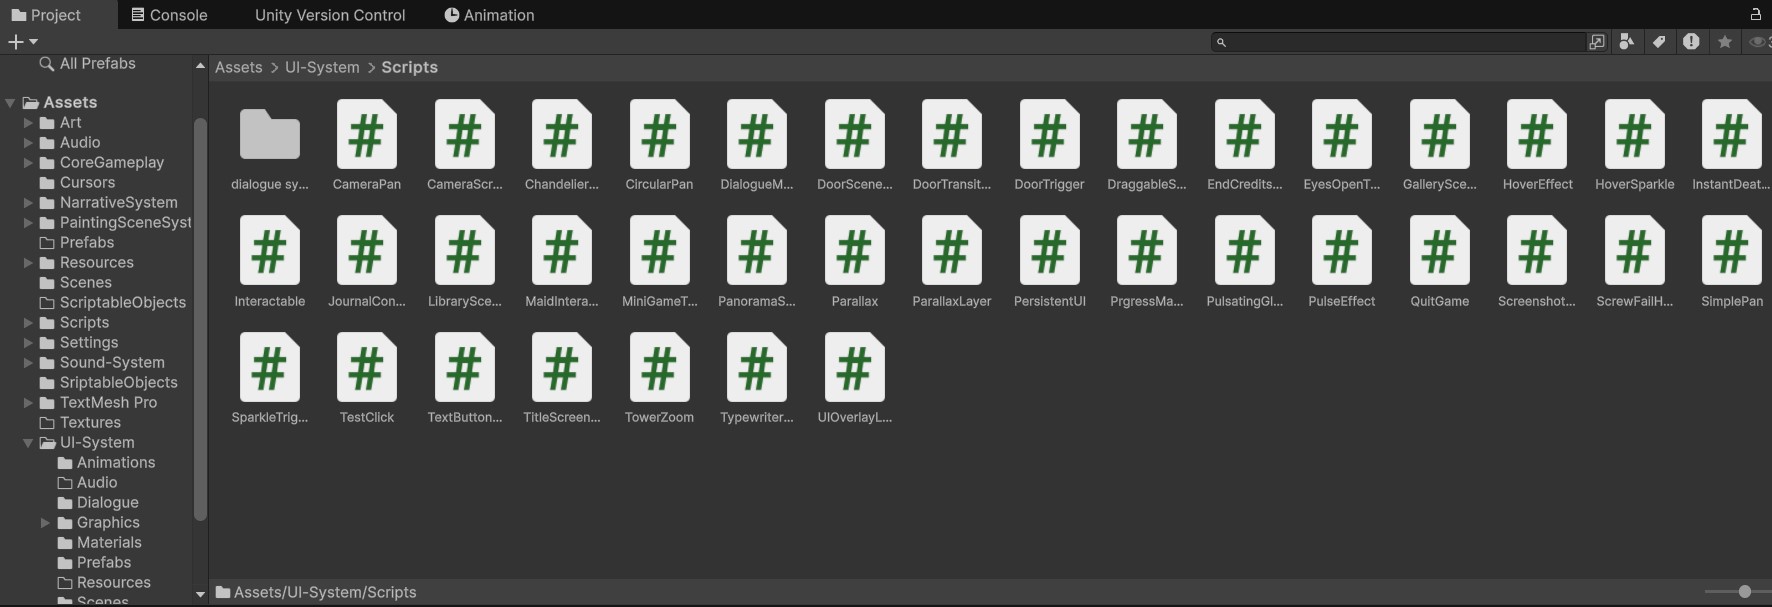 Project Console Unity Version Control Animation
All Prefabs
Assets
Art
Audio
CoreGameplay
Cursors
NarrativeSystem
PaintingSceneSyst
Prefabs
Resources
Scenes
ScriptableObjects
Scripts
Settings
Sound-System
SriptableObjects
TextMesh Pro
Textures
UI-System
Animations
Audio
Dialogue
Graphics
Materials
Prefabs
Resources
Scenes
Assets > UI-System > Scripts
dialogue sy... CameraPan CameraScr... Chandelier... CircularPan DialogueM... DoorScene... DoorTransit... DoorTrigger DraggableS... EndCredits... EyesOpenT... GallerySce... HoverEffect HoverSparkle InstantDeat...
Interactable JournalCon... LibrarySce... MaidIntera... MiniGameT... PanoramaS... Parallax ParallaxLayer PersistentUI PrgressMa... PulsatingGl... PulseEffect QuitGame Screenshot... ScrewFailH... SimplePan
SparkleTrig... TestClick TextButton... TitleScreen... TowerZoom Typewriter... UIOverlayL...
Assets/UI-System/Scripts